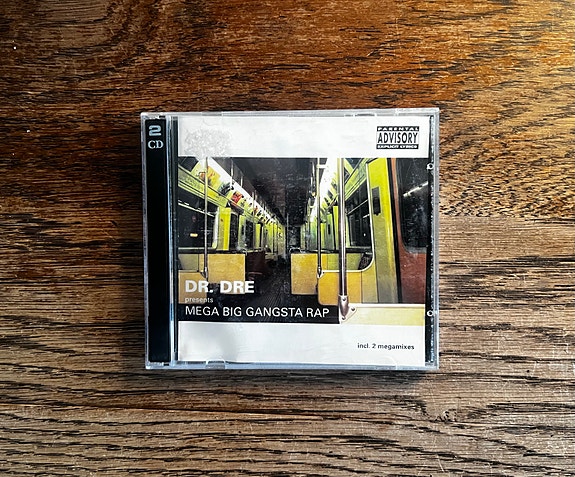 2
CD
PARENTAL
ADVISORY
EXPLICIT LYRICS
DR. DRE
presents
MEGA BIG GANGSTA RAP
incl. 2 megamixes